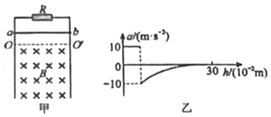 R
a b
O O'
B
甲
a/(m·s⁻²)
10
0 30 h/(10⁻²m)
-10
乙